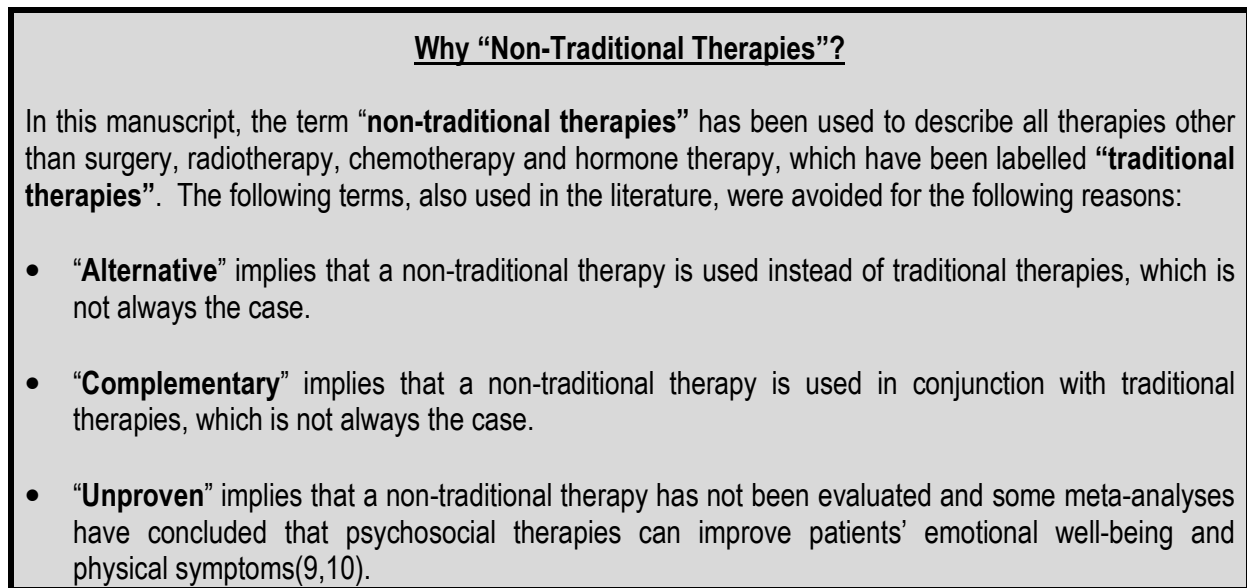 Why “Non-Traditional Therapies”?
In this manuscript, the term “non-traditional therapies” has been used to describe all therapies other
than surgery, radiotherapy, chemotherapy and hormone therapy, which have been labelled “traditional
therapies”. The following terms, also used in the literature, were avoided for the following reasons:
• “Alternative” implies that a non-traditional therapy is used instead of traditional therapies, which is
not always the case.
• “Complementary” implies that a non-traditional therapy is used in conjunction with traditional
therapies, which is not always the case.
• “Unproven” implies that a non-traditional therapy has not been evaluated and some meta-analyses
have concluded that psychosocial therapies can improve patients’ emotional well-being and
physical symptoms(9,10).